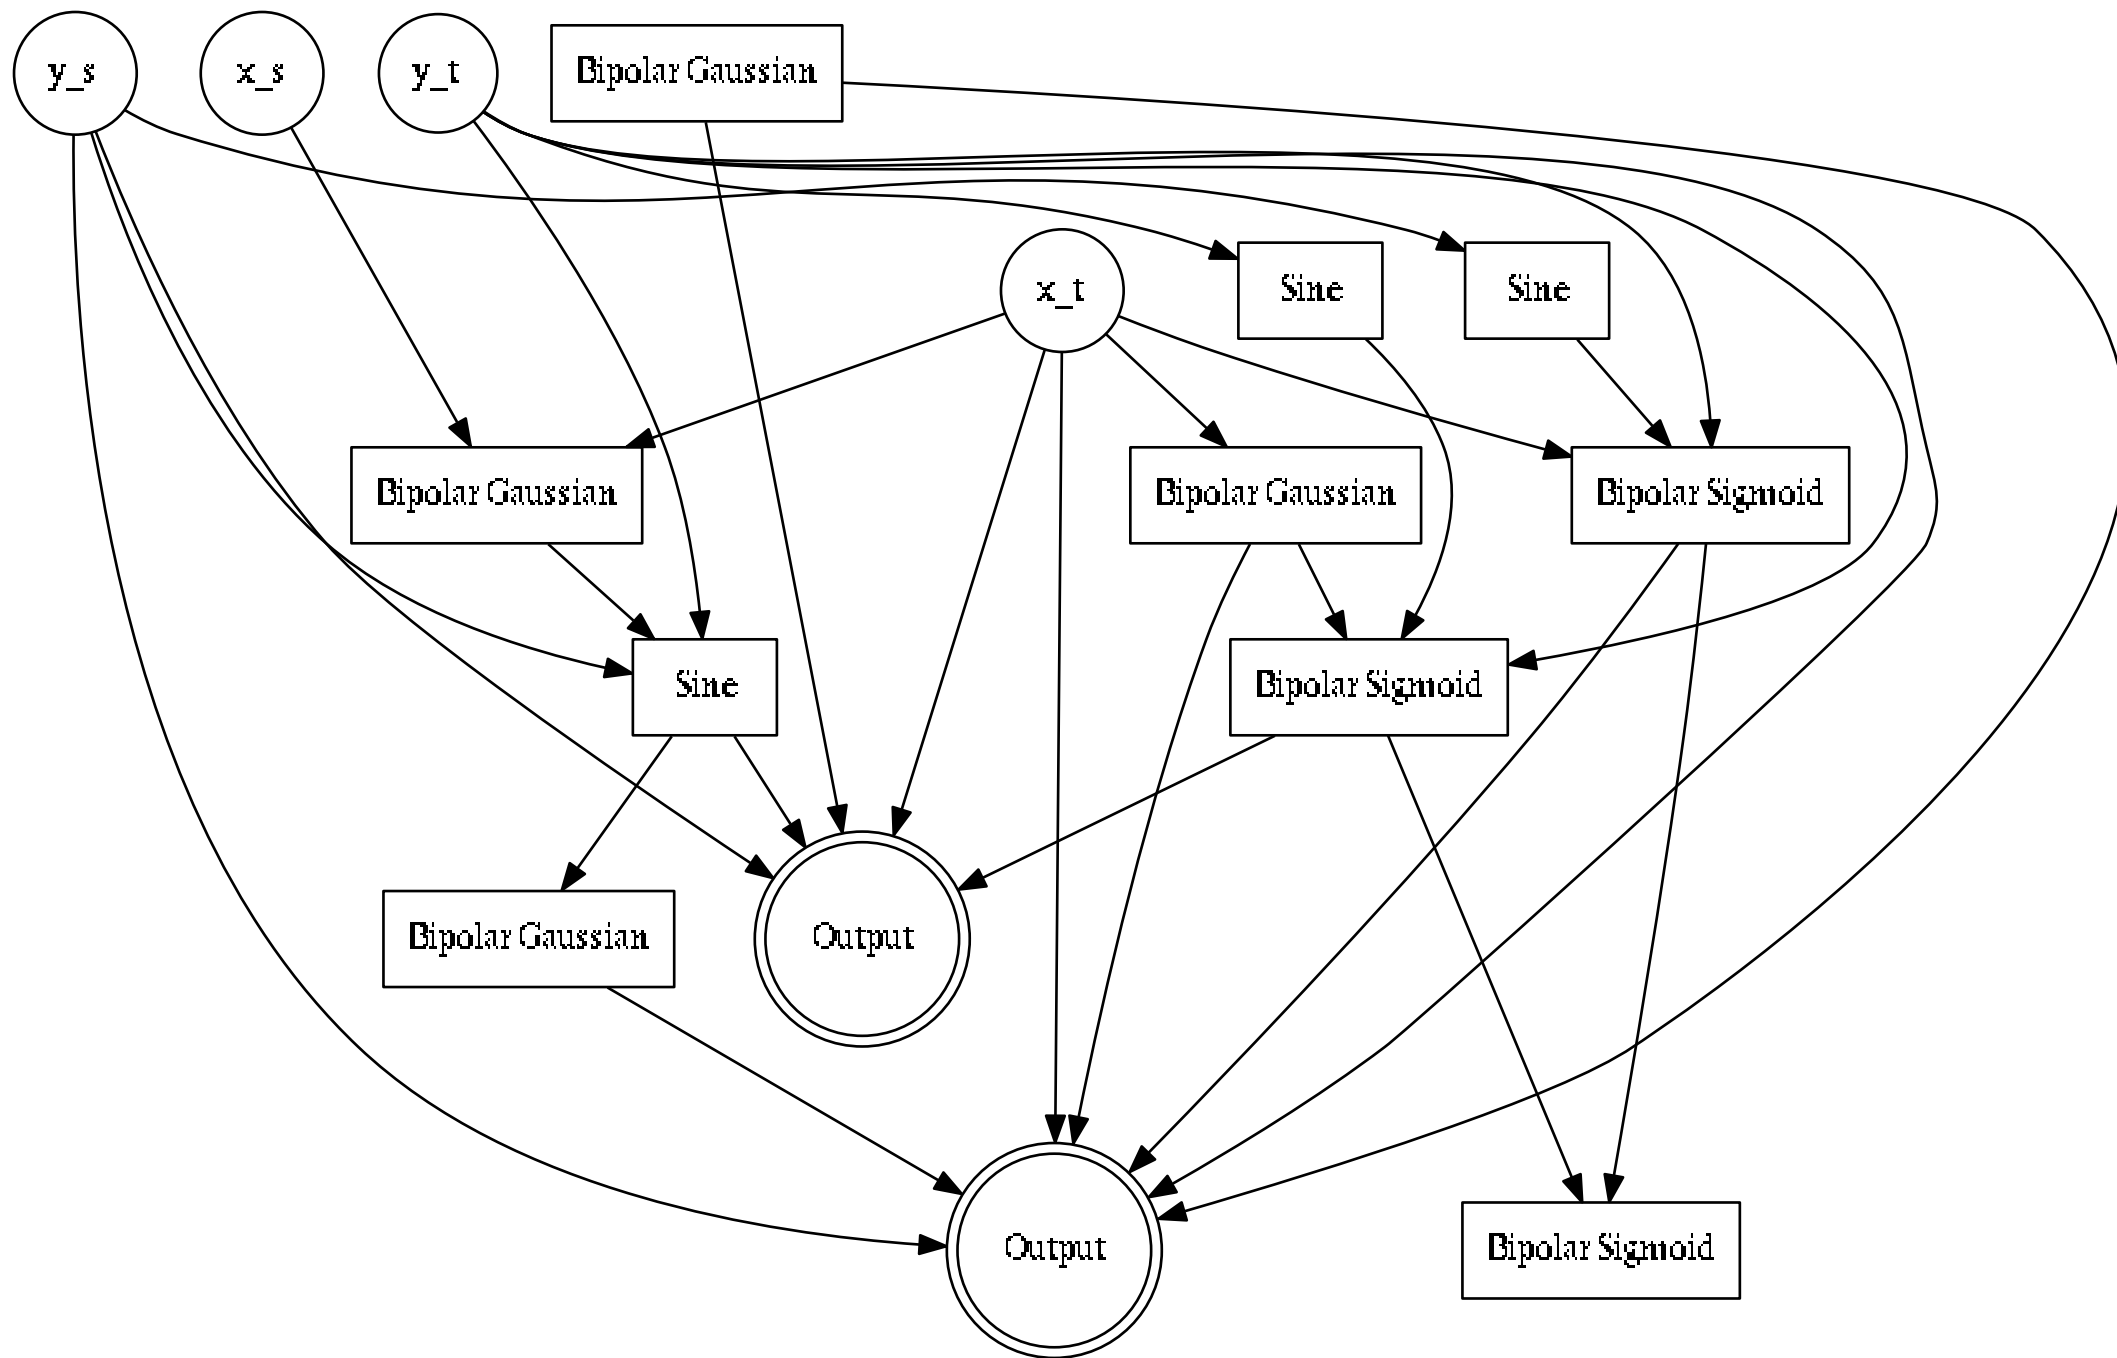 y_s
x_s
y_t
Bipolar Gaussian
x_t
Sine
Sine
Bipolar Gaussian
Bipolar Gaussian
Bipolar Sigmoid
Sine
Bipolar Sigmoid
Bipolar Gaussian
Output
Output
Bipolar Sigmoid